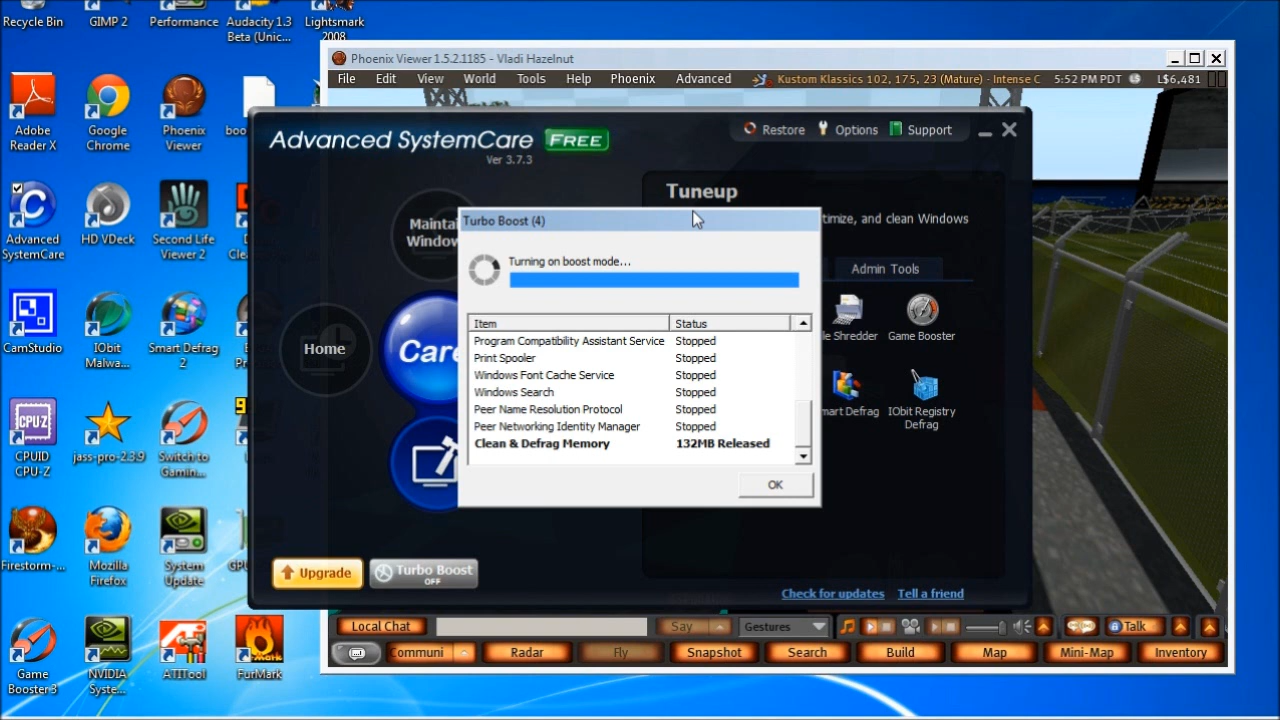 Recycle Bin
GIMP 2
Performance
Audacity 1.3
Beta (Unic...
Lightsmark
2008
Phoenix Viewer 1.5.2.1185 - Vladi Hazelnut
File Edit View World Tools Help Phoenix Advanced
Kustom Klassics 102, 175, 23 (Mature) - Intense C
5:52 PM PDT
L$6,481
Adobe
Reader X
Google
Chrome
Phoenix
Viewer
boo
Advanced SystemCare FREE
Ver 3.7.3
Restore
Options
Support
Advanced
SystemCare
HD VDeck
Second Life
Viewer 2
Home
Care
Tuneup
timize, and clean Windows
Admin Tools
Game Booster
IObit Registry
Defrag
Turbo Boost (4)
Turning on boost mode...
Item Status
Program Compatibility Assistant Service Stopped
Print Spooler Stopped
Windows Font Cache Service Stopped
Windows Search Stopped
Peer Name Resolution Protocol Stopped
Peer Networking Identity Manager Stopped
Clean & Defrag Memory 132MB Released
OK
CamStudio
IObit
Malwa...
Smart Defrag
2
CPU-Z
CPUID
CPU-Z
jass-pro-2.3.9
Switch to
Gamin...
Firestorm-...
Mozilla
Firefox
System
Update
Upgrade
Turbo Boost
OFF
Check for updates
Tell a friend
Game
Booster 3
NVIDIA
Syste...
ATITool
FurMark
Local Chat
Say
Gestures
Talk
Communi
Radar
Fly
Snapshot
Search
Build
Map
Mini-Map
Inventory